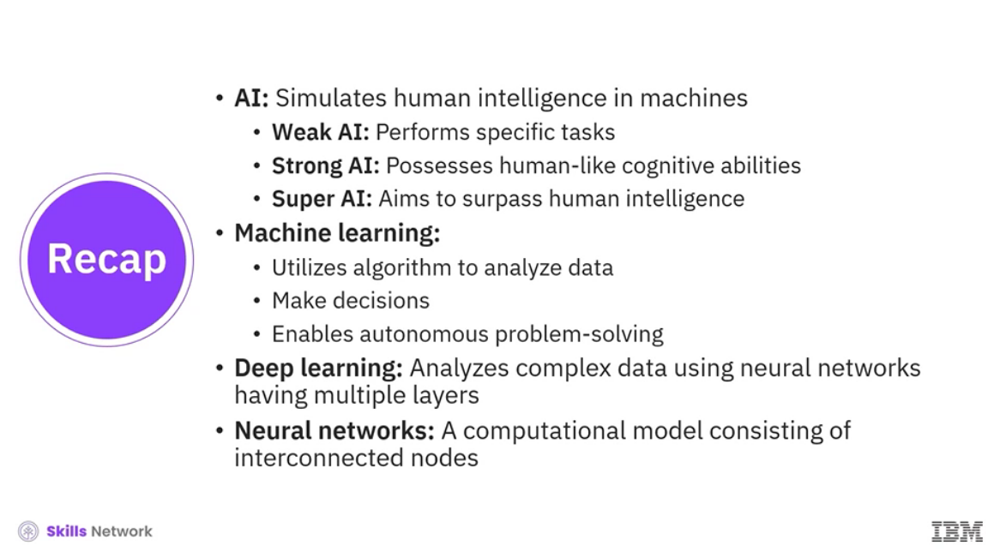 Recap
• AI: Simulates human intelligence in machines
• Weak AI: Performs specific tasks
• Strong AI: Possesses human-like cognitive abilities
• Super AI: Aims to surpass human intelligence
• Machine learning:
• Utilizes algorithm to analyze data
• Make decisions
• Enables autonomous problem-solving
• Deep learning: Analyzes complex data using neural networks
having multiple layers
• Neural networks: A computational model consisting of
interconnected nodes
Skills Network
IBM